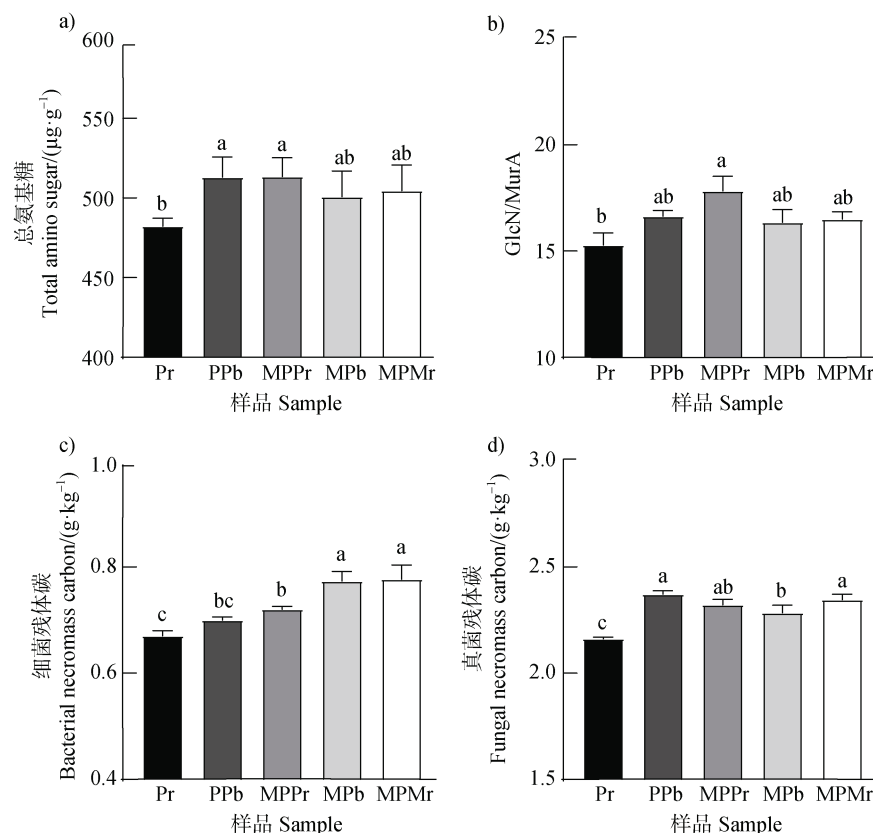 a)
600
550
500
450
400
总氨基糖
Total amino sugar/(μg·g⁻¹)
b
a
a
ab
ab
Pr PPb MPPr MPb MPMr
样品 Sample
b)
25
20
15
10
GlcN/MurA
b
ab
a
ab
ab
Pr PPb MPPr MPb MPMr
样品 Sample
c)
1.0
0.8
0.6
0.4
细菌残体碳
Bacterial necromass carbon/(g·kg⁻¹)
c
bc
b
a
a
Pr PPb MPPr MPb MPMr
样品 Sample
d)
3.0
2.5
2.0
1.5
真菌残体碳
Fungal necromass carbon/(g·kg⁻¹)
c
a
ab
b
a
Pr PPb MPPr MPb MPMr
样品 Sample